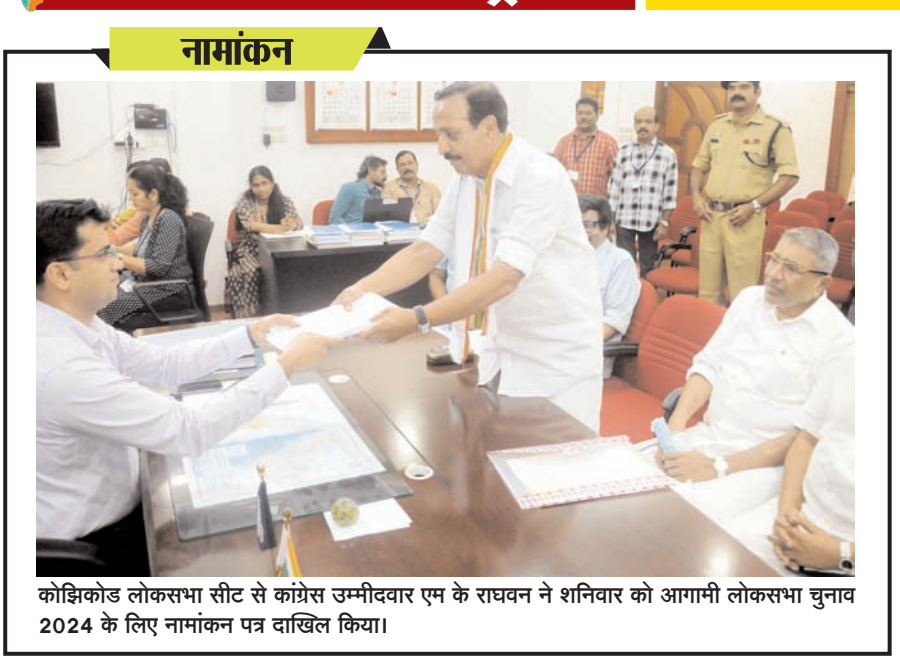 नामांकन
कोझिकोड लोकसभा सीट से कांग्रेस उम्मीदवार एम के राघवन ने शनिवार को आगामी लोकसभा चुनाव
2024 के लिए नामांकन पत्र दाखिल किया।